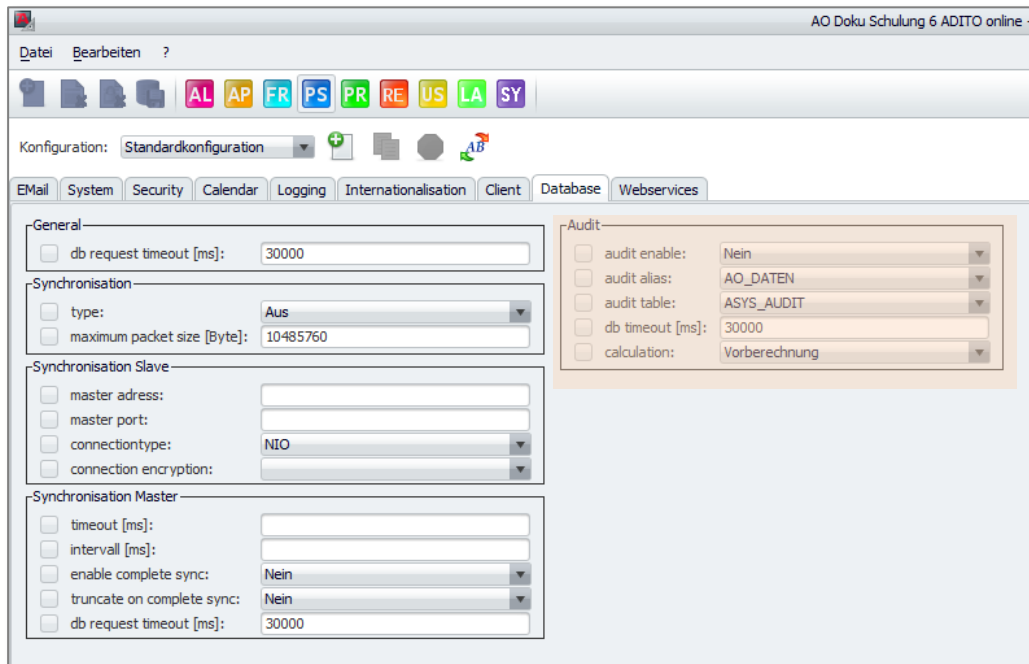 AO Doku Schulung 6 ADITO online -
Datei Bearbeiten ?
AL AP FR PS PR RE US LA SY
Konfiguration: Standardkonfiguration AB
EMail System Security Calendar Logging Internationalisation Client Database Webservices
General
db request timeout [ms]: 30000
Synchronisation
type: Aus
maximum packet size [Byte]: 10485760
Synchronisation Slave
master adress:
master port:
connectiontype: NIO
connection encryption:
Synchronisation Master
timeout [ms]:
intervall [ms]:
enable complete sync: Nein
truncate on complete sync: Nein
db request timeout [ms]: 30000
Audit
audit enable: Nein
audit alias: AO_DATEN
audit table: ASYS_AUDIT
db timeout [ms]: 30000
calculation: Vorberechnung